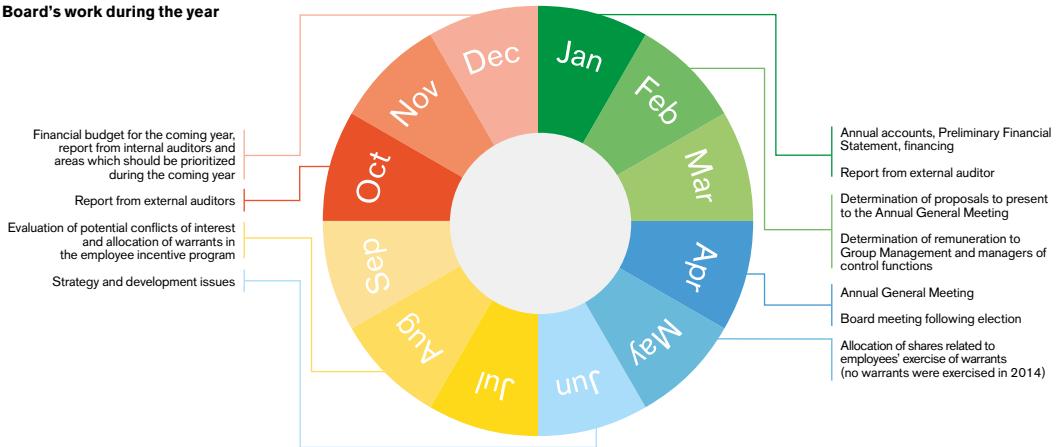 Board's work during the year
Jan
Feb
Mar
Apr
May
Jun
Jul
Aug
Sep
Oct
Nov
Dec
Annual accounts, Preliminary Financial
Statement, financing
Report from external auditor
Determination of proposals to present
to the Annual General Meeting
Determination of remuneration to
Group Management and managers of
control functions
Annual General Meeting
Board meeting following election
Allocation of shares related to
employees' exercise of warrants
(no warrants were exercised in 2014)
Financial budget for the coming year,
report from internal auditors and
areas which should be prioritized
during the coming year
Report from external auditors
Evaluation of potential conflicts of interest
and allocation of warrants in
the employee incentive program
Strategy and development issues